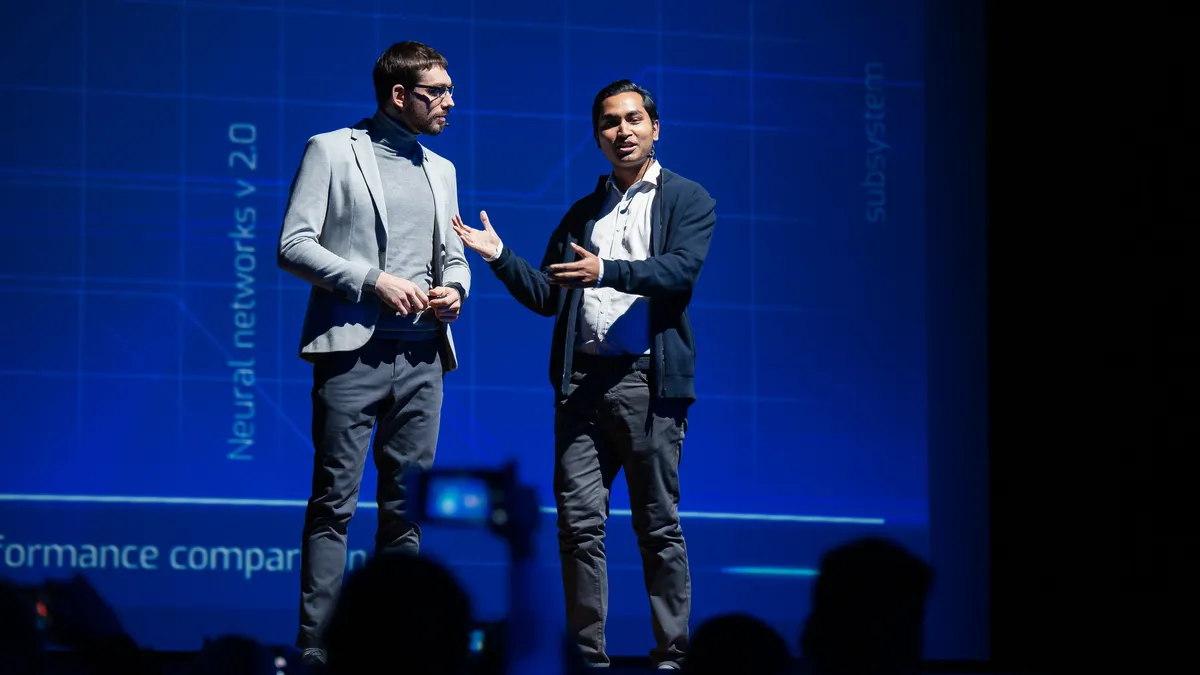 Neural networks v 2.0
subsystem
formance compar